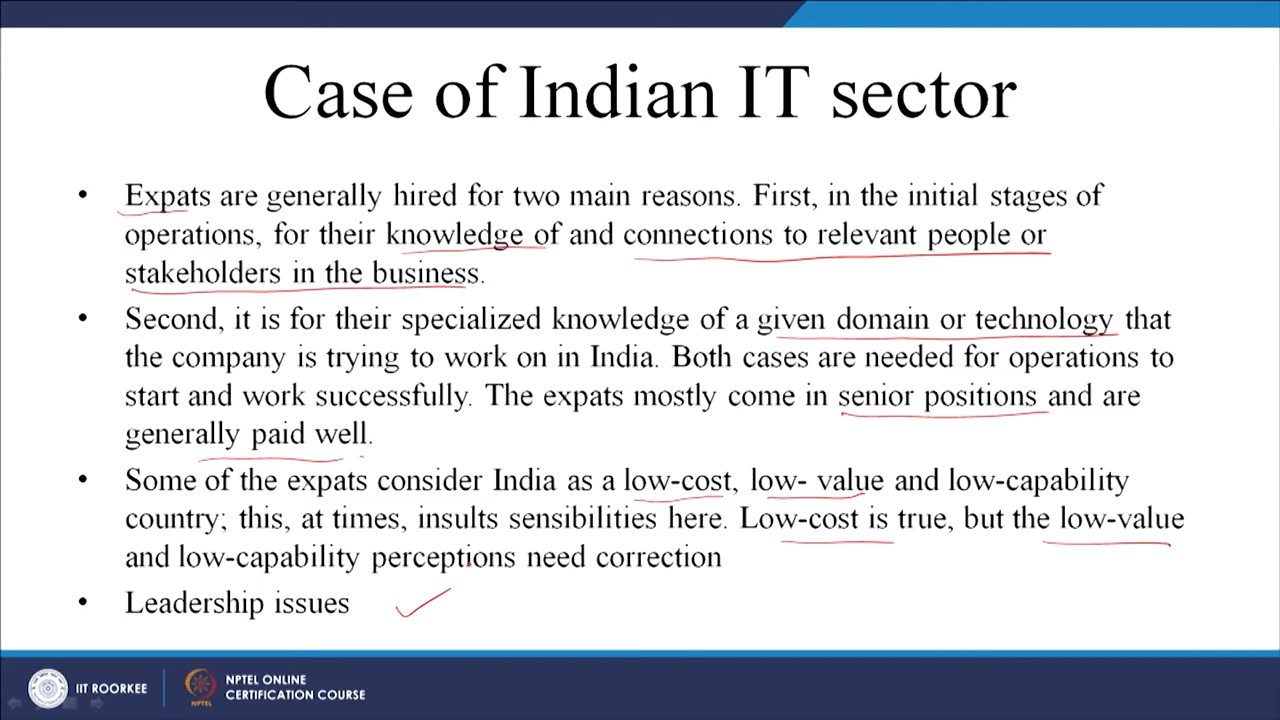 Case of Indian IT sector
• Expats are generally hired for two main reasons. First, in the initial stages of
operations, for their knowledge of and connections to relevant people or
stakeholders in the business.
• Second, it is for their specialized knowledge of a given domain or technology that
the company is trying to work on in India. Both cases are needed for operations to
start and work successfully. The expats mostly come in senior positions and are
generally paid well.
• Some of the expats consider India as a low-cost, low- value and low-capability
country; this, at times, insults sensibilities here. Low-cost is true, but the low-value
and low-capability perceptions need correction
• Leadership issues
IIT ROORKEE
NPTEL
NPTEL ONLINE
CERTIFICATION COURSE